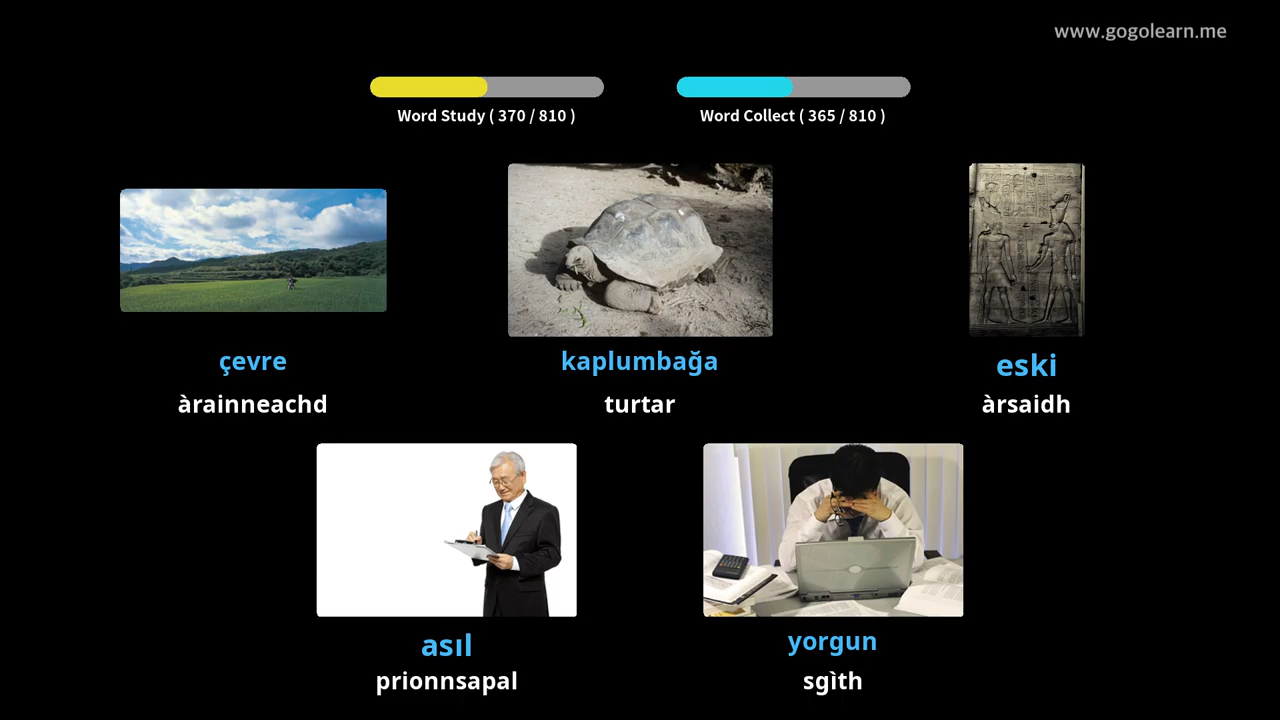 www.gogolearn.me
Word Study ( 370 / 810 )
Word Collect ( 365 / 810 )
çevre
kaplumbağa
eski
àrainneachd
turtar
àrsaidh
asıl
yorgun
prionnsapal
sgìth